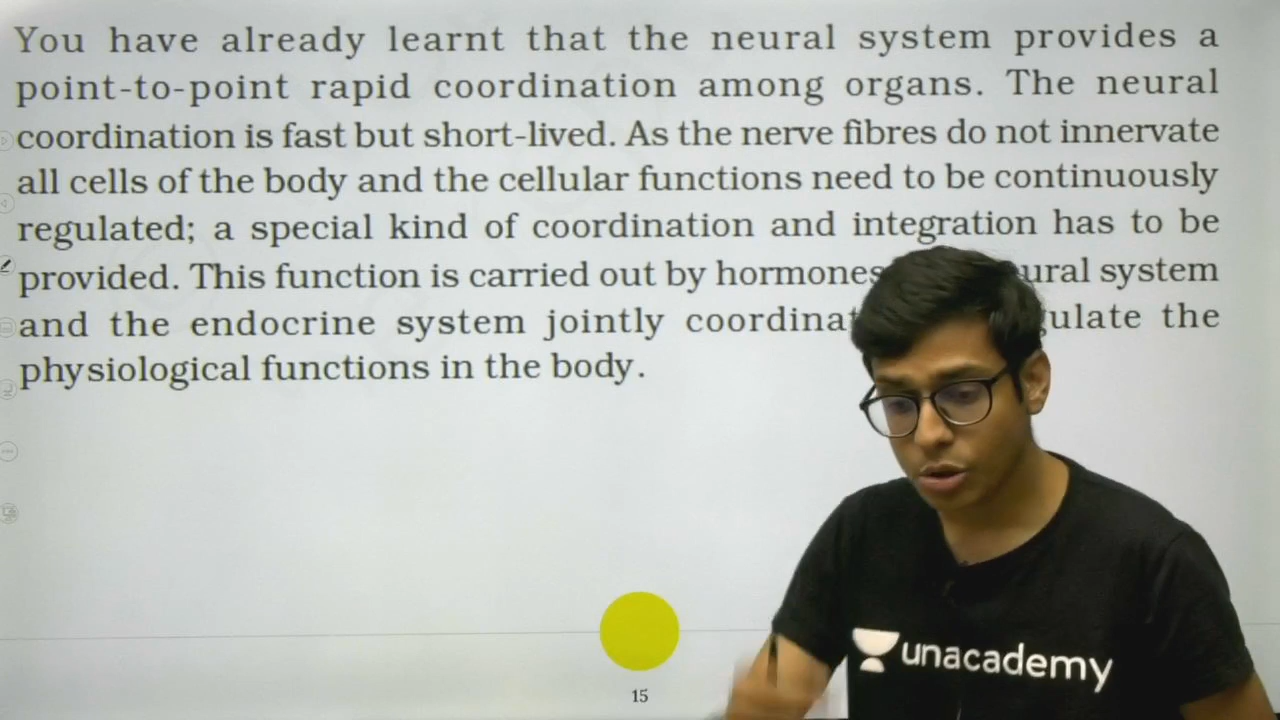 You have already learnt that the neural system provides a
point-to-point rapid coordination among organs. The neural
coordination is fast but short-lived. As the nerve fibres do not innervate
all cells of the body and the cellular functions need to be continuously
regulated; a special kind of coordination and integration has to be
provided. This function is carried out by hormones system
and the endocrine system jointly the
physiological functions in the body.
unacademy
15